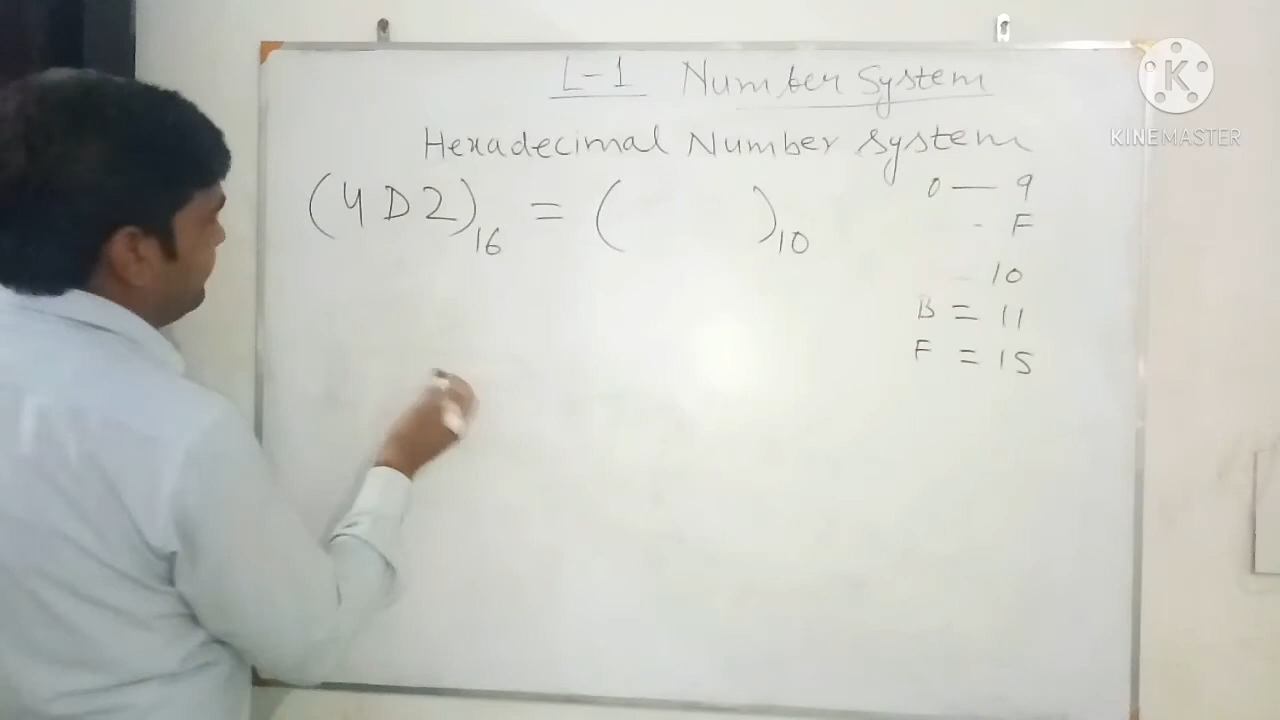 L-1 Number System
Hexadecimal Number System
(4D2)16 = ( )10
0 — 9
- F
10
B = 11
F = 15
K
KINEMASTER